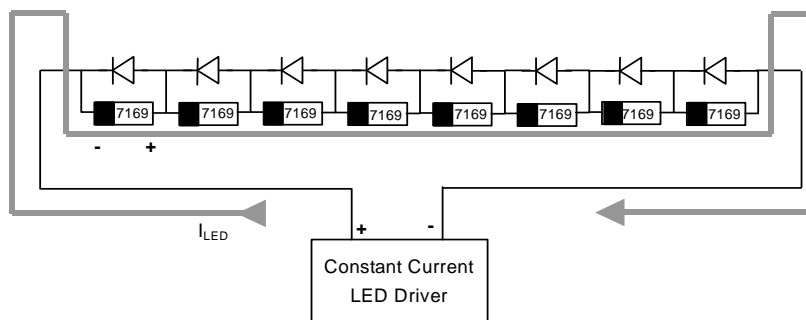 7169 7169 7169 7169 7169 7169 7169 7169
- +
I_LED
+ -
Constant Current
LED Driver